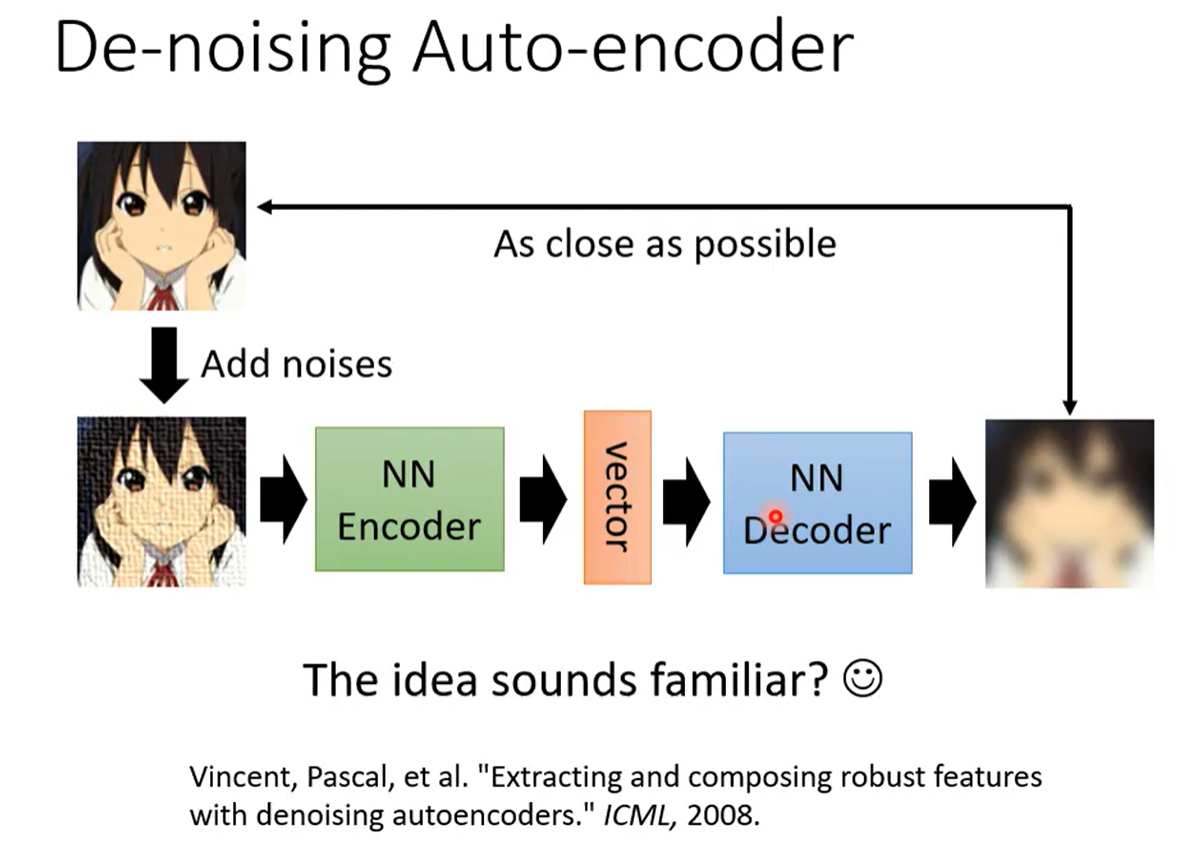 De-noising Auto-encoder
As close as possible
Add noises
NN
Encoder
vector
NN
Decoder
The idea sounds familiar? ☺
Vincent, Pascal, et al. "Extracting and composing robust features
with denoising autoencoders." ICML, 2008.